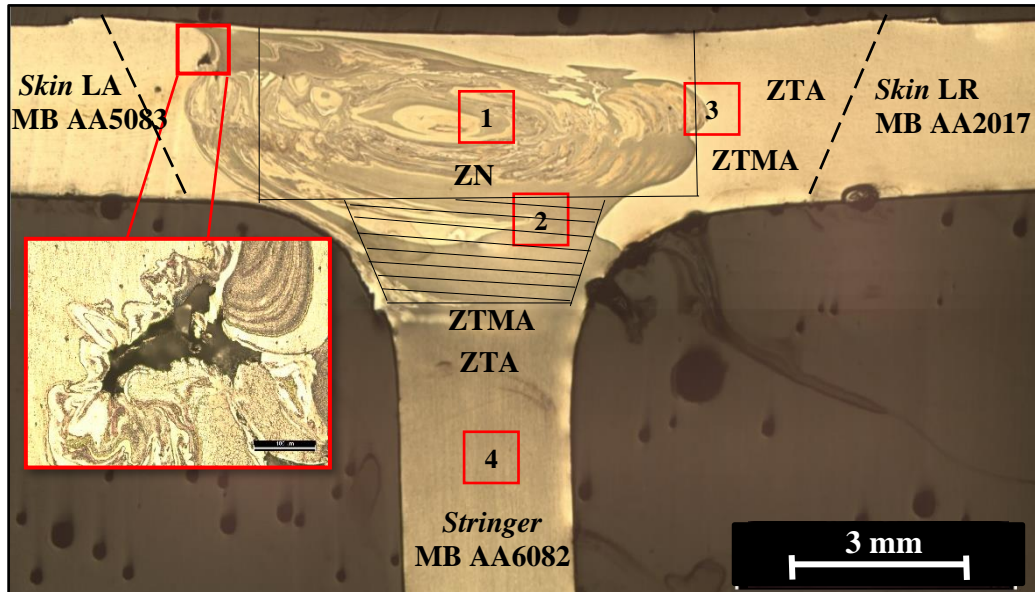 Skin LA
MB AA5083
1
3
ZTA
Skin LR
MB AA2017
ZTMA
ZN
2
ZTMA
ZTA
4
Stringer
MB AA6082
3 mm